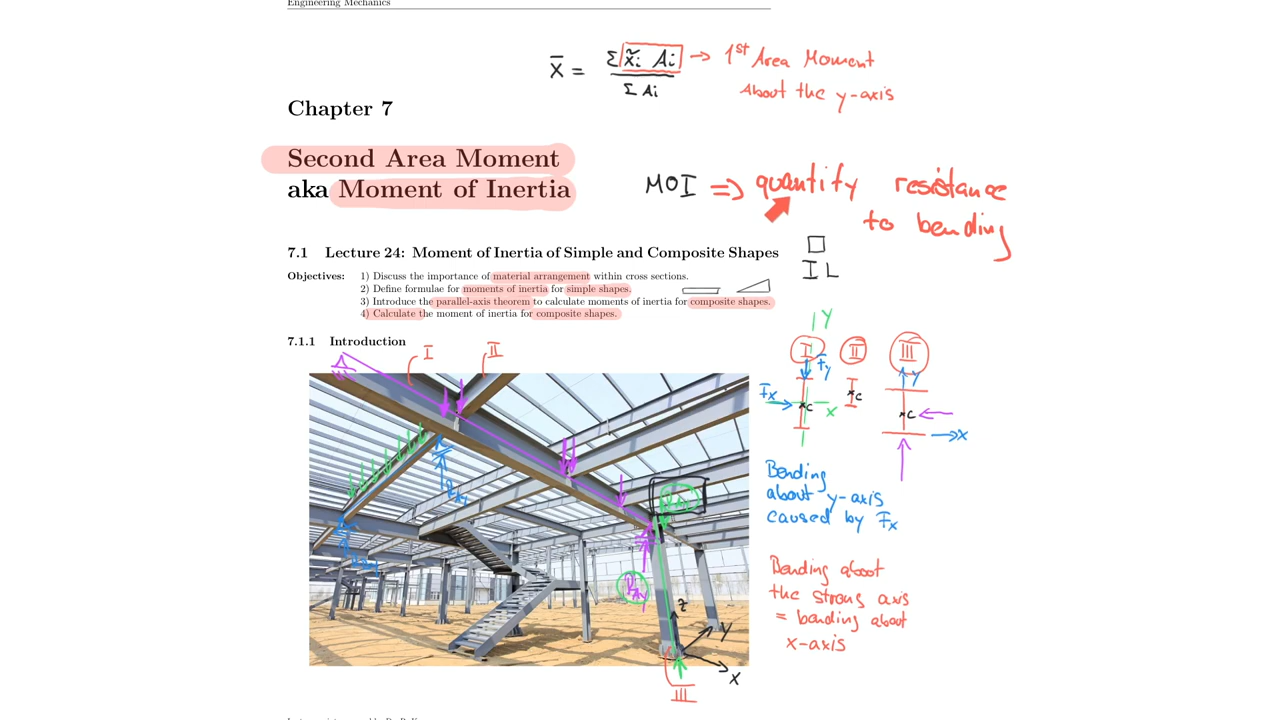 Engineering Mechanics
X̄ = Σ x̃i Ai / Σ Ai → 1st Area Moment
About the y-axis
Chapter 7
Second Area Moment
aka Moment of Inertia
MOI ⇒ quantify resistance
to bending
7.1 Lecture 24: Moment of Inertia of Simple and Composite Shapes
Objectives: 1) Discuss the importance of material arrangement within cross sections.
2) Define formulae for moments of inertia for simple shapes.
3) Introduce the parallel-axis theorem to calculate moments of inertia for composite shapes.
4) Calculate the moment of inertia for composite shapes.
7.1.1 Introduction
I II
Y
I II III
Fy
Y
Fx
C
C
C
X
X
Bending
about y-axis
caused by Fx
Bending about
the strong axis
= bending about
x-axis
Z
Y
X
III